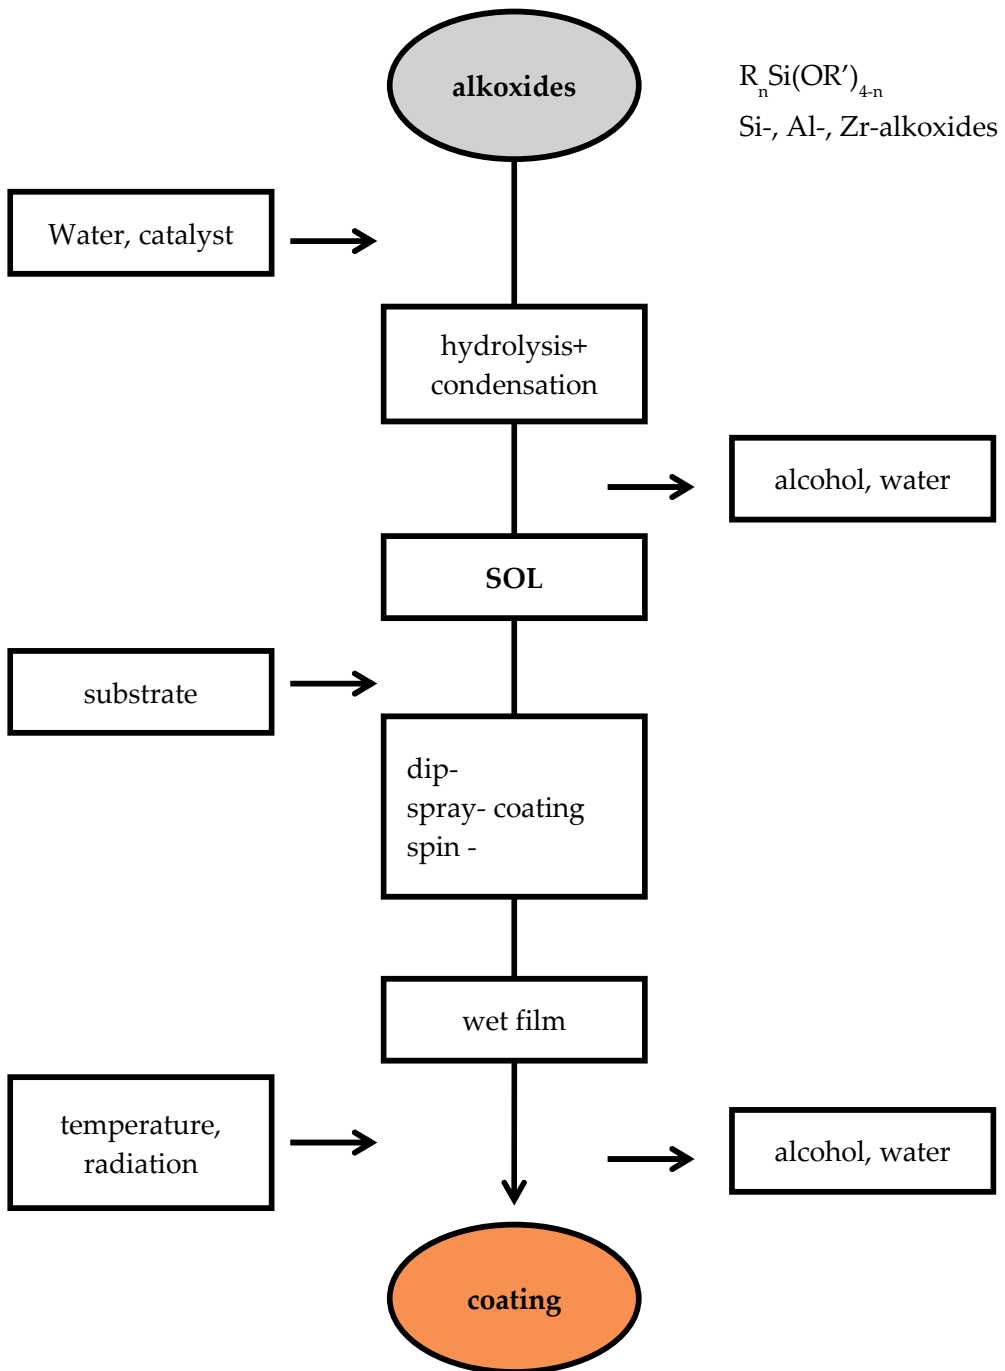 alkoxides
RₙSi(OR’)₄₋ₙ
Si-, Al-, Zr-alkoxides
Water, catalyst
hydrolysis+
condensation
alcohol, water
SOL
substrate
dip-
spray- coating
spin -
wet film
temperature,
radiation
alcohol, water
coating